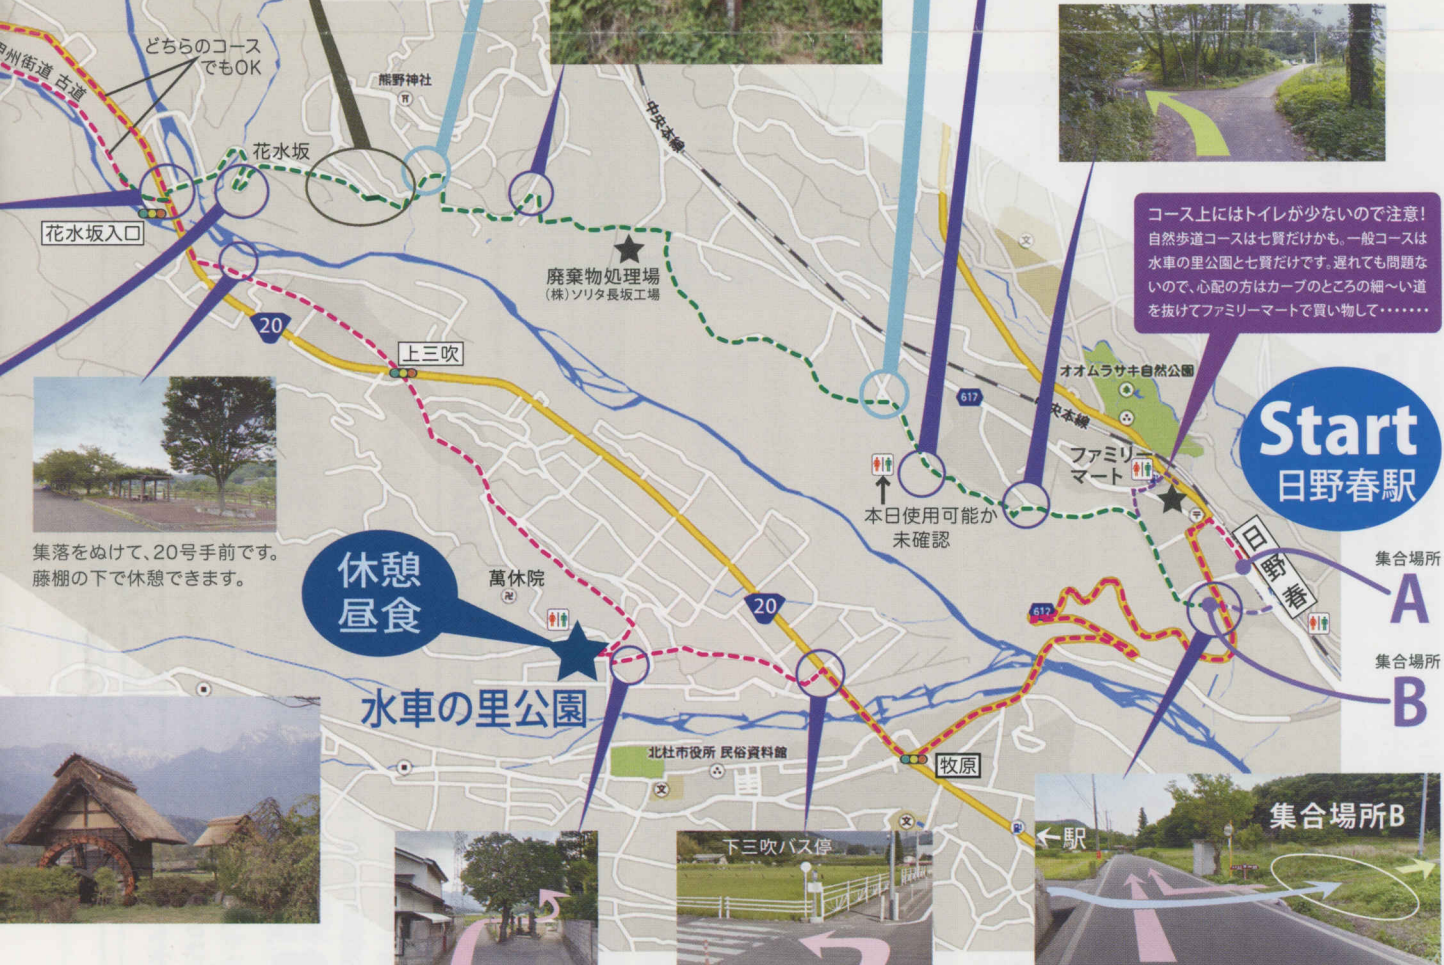 どちらのコース
でもOK
甲州街道 古道
熊野神社
花水坂
中央本線
花水坂入口
廃棄物処理場
(株)ソリタ長坂工場
20
上三吹
コース上にはトイレが少ないので注意!
自然歩道コースは七賢だけかも。一般コースは
水車の里公園と七賢だけです。遅れても問題な
いので、心配の方はカーブのところの細〜い道
を抜けてファミリーマートで買い物して・・・・・・・
文
オオムラサキ自然公園
617
中央本線
ファミリー
マート
Start
日野春駅
本日使用可能か
未確認
日野春
集合場所
A
集合場所
B
集落をぬけて、20号手前です。
藤棚の下で休憩できます。
休憩
昼食
萬休院
卍
20
612
水車の里公園
北杜市役所 民俗資料館
文
牧原
文
下三吹バス停
←駅
集合場所B